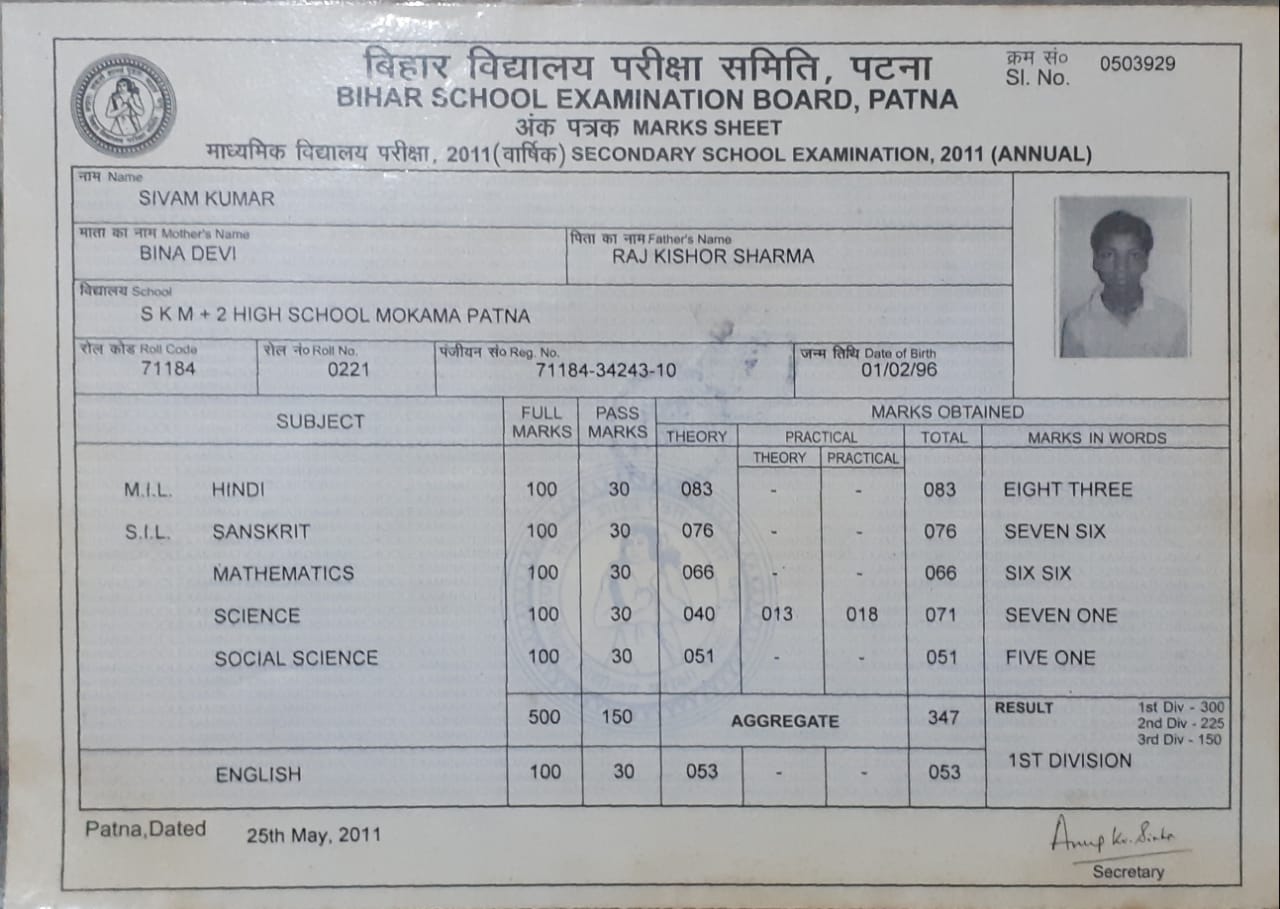 बिहार विद्यालय परीक्षा समिति, पटना
क्रम सं० 0503929
Sl. No.
BIHAR SCHOOL EXAMINATION BOARD, PATNA
अंक पत्रक MARKS SHEET
माध्यमिक विद्यालय परीक्षा, 2011(वार्षिक) SECONDARY SCHOOL EXAMINATION, 2011 (ANNUAL)
नाम Name
SIVAM KUMAR
माता का नाम Mother's Name
BINA DEVI
पिता का नाम Father's Name
RAJ KISHOR SHARMA
विद्यालय School
S K M + 2 HIGH SCHOOL MOKAMA PATNA
रोल कोड Roll Code रोल नं० Roll No. पंजीयन सं० Reg. No. जन्म तिथि Date of Birth
71184 0221 71184-34243-10 01/02/96
SUBJECT FULL MARKS PASS MARKS MARKS OBTAINED
THEORY PRACTICAL TOTAL MARKS IN WORDS
THEORY PRACTICAL
M.I.L. HINDI 100 30 083 - - 083 EIGHT THREE
S.I.L. SANSKRIT 100 30 076 - - 076 SEVEN SIX
MATHEMATICS 100 30 066 - - 066 SIX SIX
SCIENCE 100 30 040 013 018 071 SEVEN ONE
SOCIAL SCIENCE 100 30 051 - - 051 FIVE ONE
500 150 AGGREGATE 347 RESULT 1st Div - 300
2nd Div - 225
3rd Div - 150
1ST DIVISION
ENGLISH 100 30 053 - - 053
Patna,Dated 25th May, 2011
Anup Kr. Sinha
Secretary